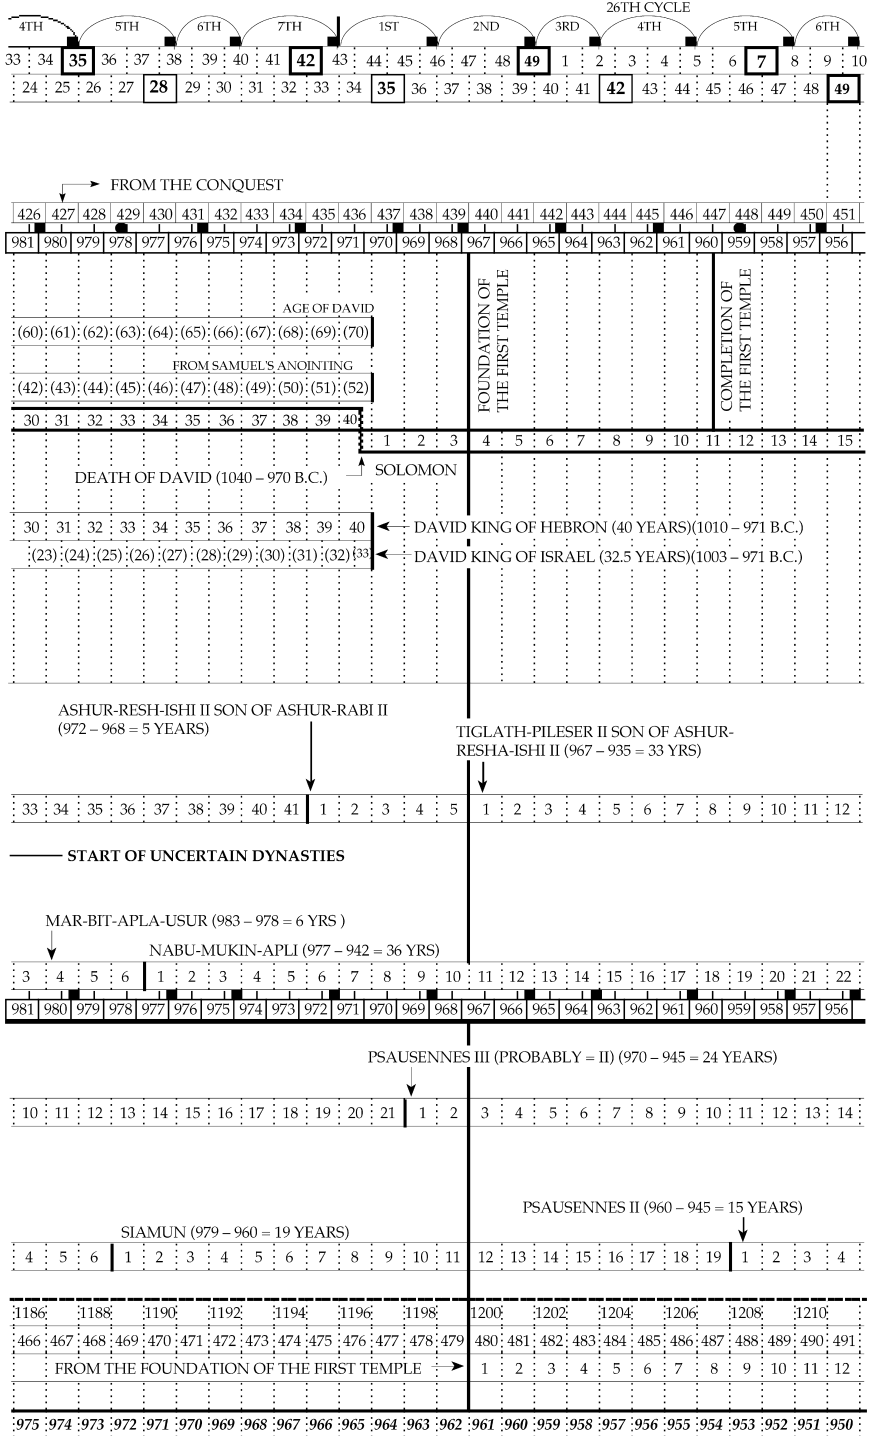 26TH CYCLE
4TH 5TH 6TH 7TH 1ST 2ND 3RD 4TH 5TH 6TH
33 34 35 36 37 38 39 40 41 42 43 44 45 46 47 48 49 1 2 3 4 5 6 7 8 9 10
24 25 26 27 28 29 30 31 32 33 34 35 36 37 38 39 40 41 42 43 44 45 46 47 48 49
FROM THE CONQUEST
426 427 428 429 430 431 432 433 434 435 436 437 438 439 440 441 442 443 444 445 446 447 448 449 450 451
981 980 979 978 977 976 975 974 973 972 971 970 969 968 967 966 965 964 963 962 961 960 959 958 957 956
FOUNDATION OF
THE FIRST TEMPLE
COMPLETION OF
THE FIRST TEMPLE
AGE OF DAVID
(60) (61) (62) (63) (64) (65) (66) (67) (68) (69) (70)
FROM SAMUEL'S ANOINTING
(42) (43) (44) (45) (46) (47) (48) (49) (50) (51) (52)
30 31 32 33 34 35 36 37 38 39 40
1 2 3 4 5 6 7 8 9 10 11 12 13 14 15
DEATH OF DAVID (1040 – 970 B.C.) SOLOMON
30 31 32 33 34 35 36 37 38 39 40 DAVID KING OF HEBRON (40 YEARS)(1010 – 971 B.C.)
(23) (24) (25) (26) (27) (28) (29) (30) (31) (32) (33) DAVID KING OF ISRAEL (32.5 YEARS)(1003 – 971 B.C.)
ASHUR-RESH-ISHI II SON OF ASHUR-RABI II
(972 – 968 = 5 YEARS)
TIGLATH-PILESER II SON OF ASHUR-
RESHA-ISHI II (967 – 935 = 33 YRS)
33 34 35 36 37 38 39 40 41 1 2 3 4 5 1 2 3 4 5 6 7 8 9 10 11 12
START OF UNCERTAIN DYNASTIES
MAR-BIT-APLA-USUR (983 – 978 = 6 YRS )
NABU-MUKIN-APLI (977 – 942 = 36 YRS)
3 4 5 6 1 2 3 4 5 6 7 8 9 10 11 12 13 14 15 16 17 18 19 20 21 22
981 980 979 978 977 976 975 974 973 972 971 970 969 968 967 966 965 964 963 962 961 960 959 958 957 956
PSAUSENNES III (PROBABLY = II) (970 – 945 = 24 YEARS)
10 11 12 13 14 15 16 17 18 19 20 21 1 2 3 4 5 6 7 8 9 10 11 12 13 14
PSAUSENNES II (960 – 945 = 15 YEARS)
SIAMUN (979 – 960 = 19 YEARS)
4 5 6 1 2 3 4 5 6 7 8 9 10 11 12 13 14 15 16 17 18 19 1 2 3 4
1186 1188 1190 1192 1194 1196 1198 1200 1202 1204 1206 1208 1210
466 467 468 469 470 471 472 473 474 475 476 477 478 479 480 481 482 483 484 485 486 487 488 489 490 491
FROM THE FOUNDATION OF THE FIRST TEMPLE 1 2 3 4 5 6 7 8 9 10 11 12
975 974 973 972 971 970 969 968 967 966 965 964 963 962 961 960 959 958 957 956 955 954 953 952 951 950